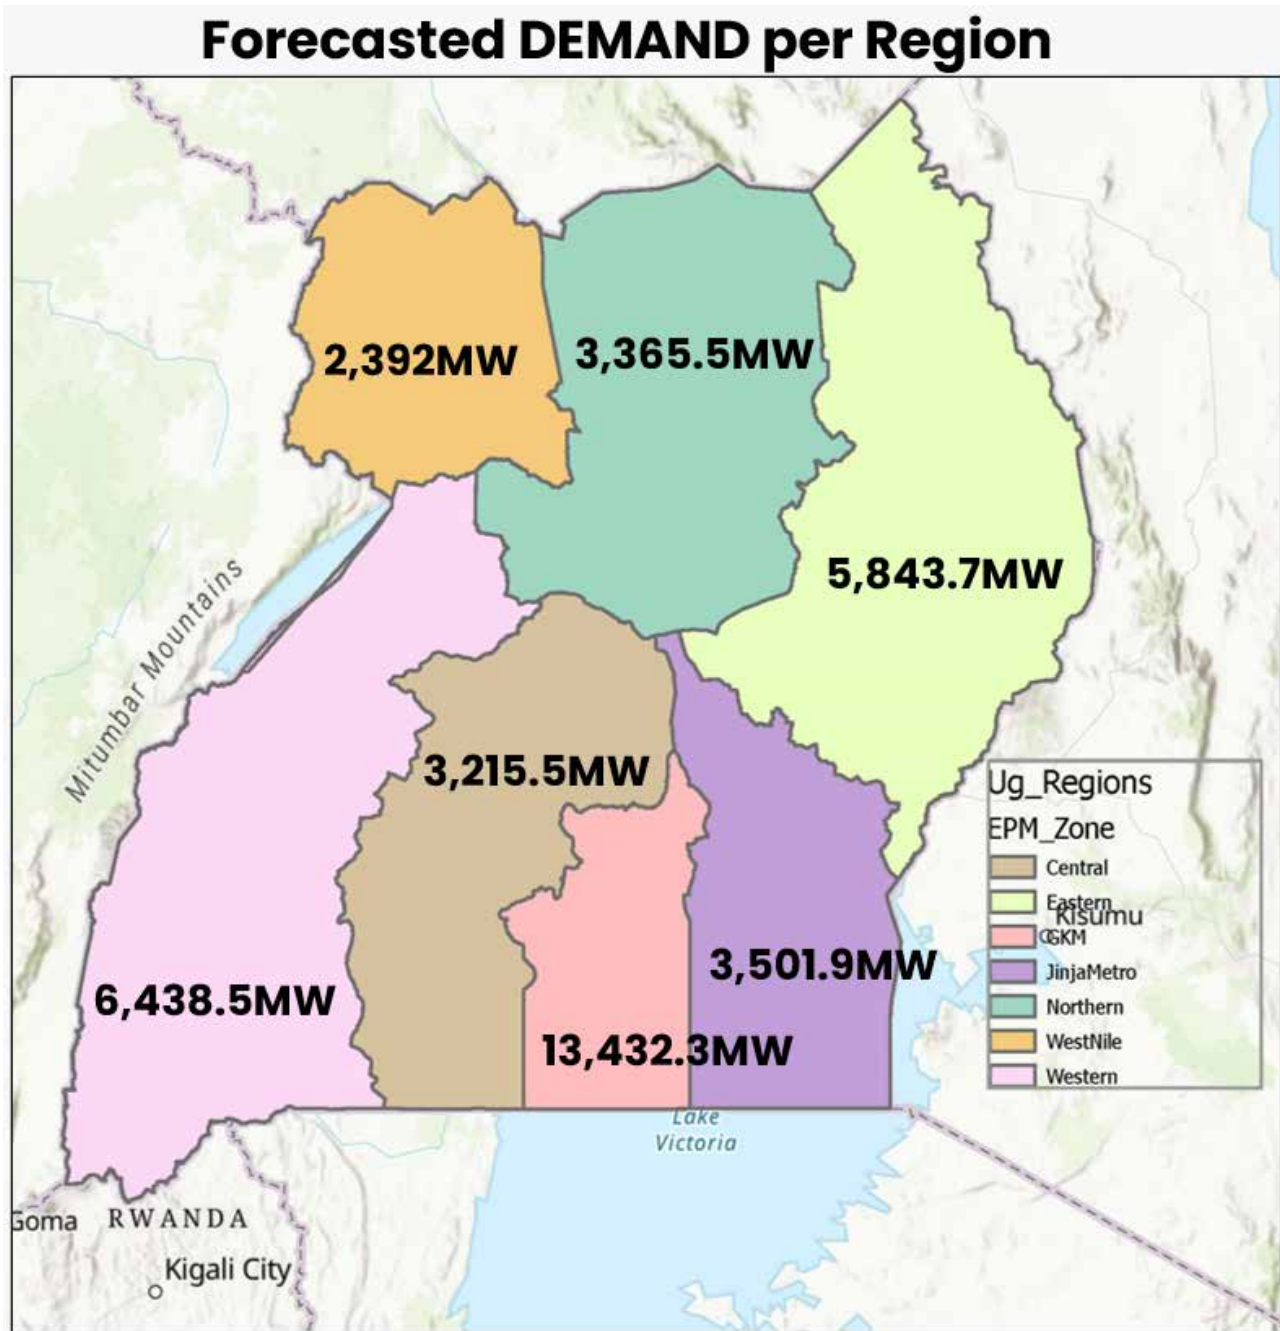 Forecasted DEMAND per Region
2,392MW
3,365.5MW
5,843.7MW
Mitumbar Mountains
3,215.5MW
Ug_Regions
EPM_Zone
Central
Eastern
Kisumu
GKM
JinjaMetro
3,501.9MW
6,438.5MW
Northern
13,432.3MW
WestNile
Western
Lake
Victoria
Goma
RWANDA
Kigali City